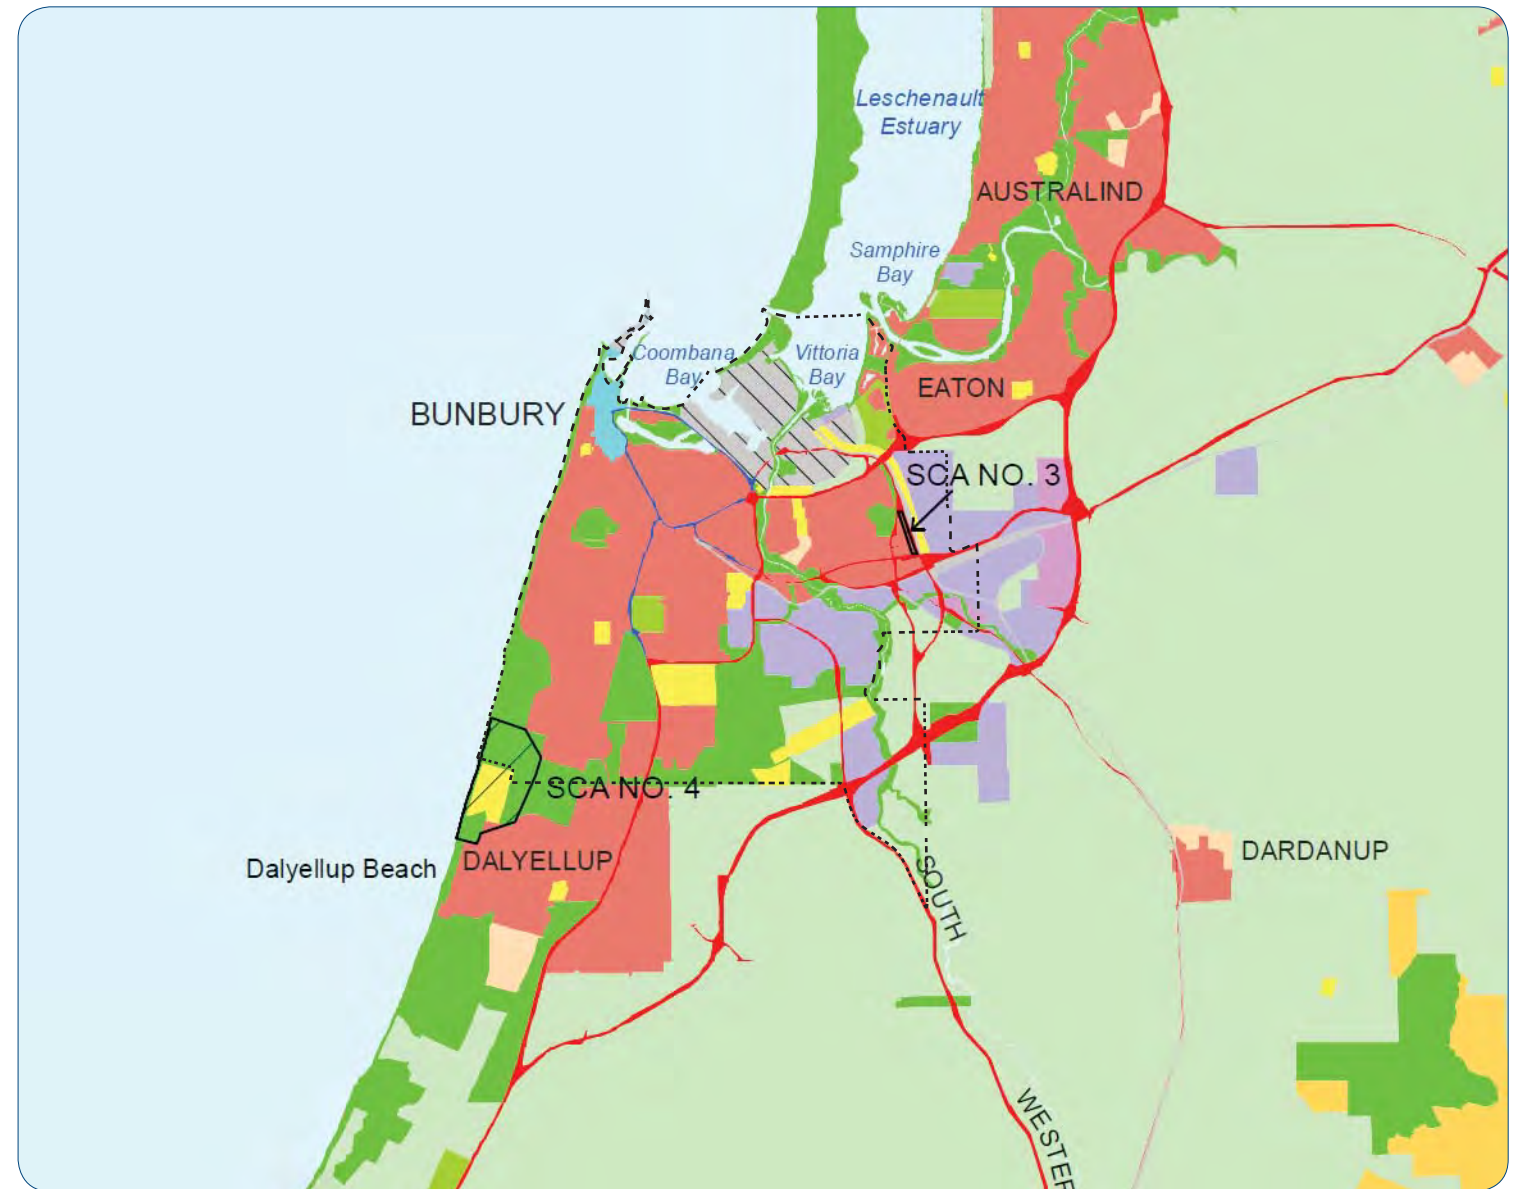 Leschenault
Estuary
AUSTRALIND
Samphire
Bay
Coombana
Bay
Vittoria
Bay
EATON
BUNBURY
SCA NO. 3
SCA NO. 4
Dalyellup Beach
DALYELLUP
DARDANUP
SOUTH
WESTER